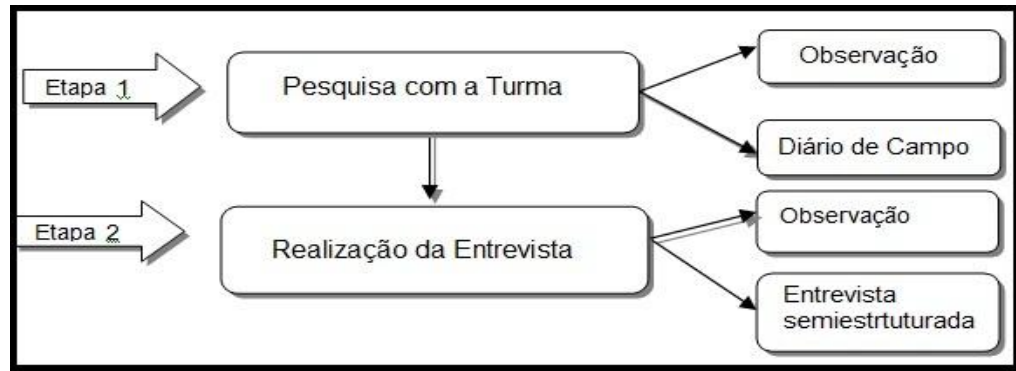 Etapa 1
Pesquisa com a Turma
Observação
Diário de Campo
Etapa 2
Realização da Entrevista
Observação
Entrevista
semiestrtuturada